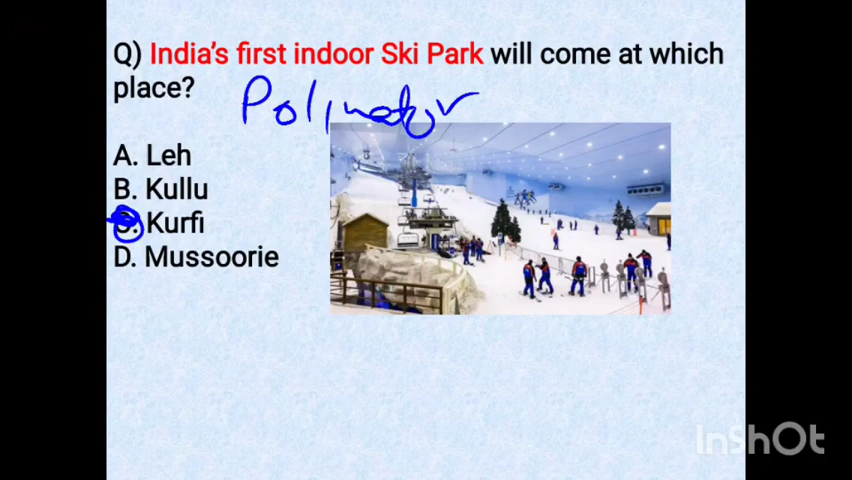 Q) India's first indoor Ski Park will come at which
place?
A. Leh
B. Kullu
C. Kurfi
D. Mussoorie
InShOt